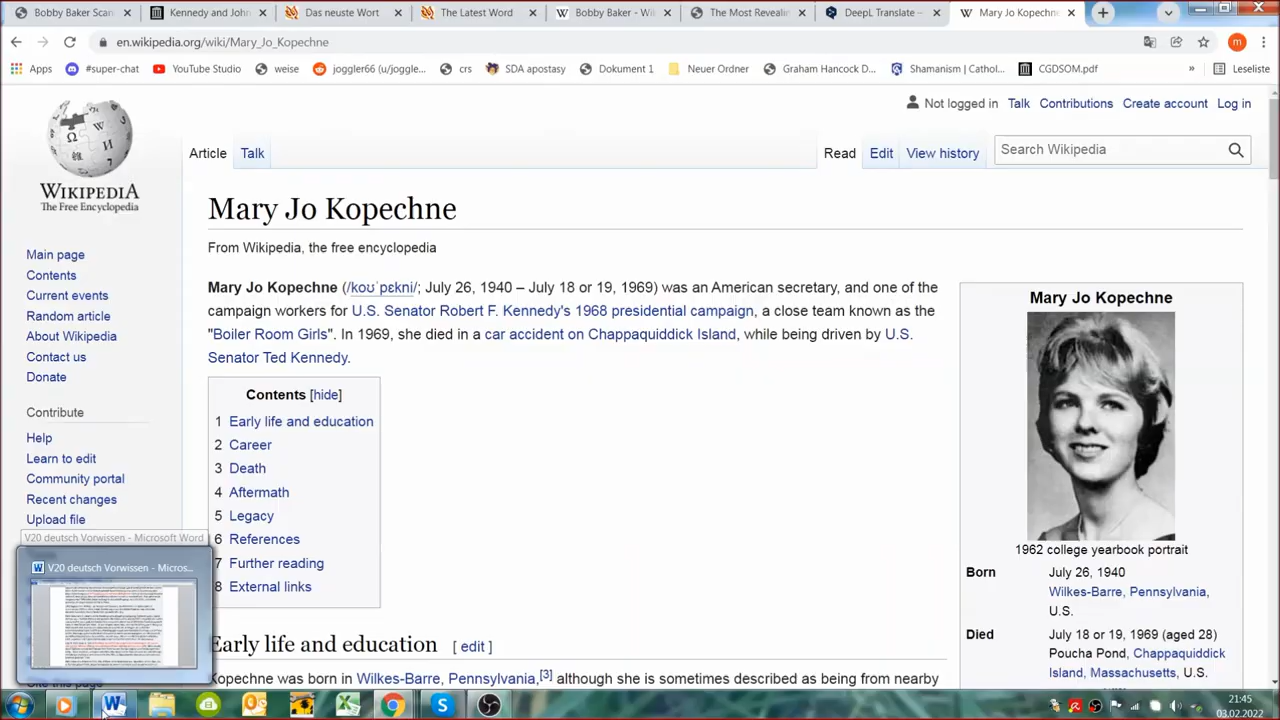 Bobby Baker Scan
Kennedy and John
Das neuste Wort
The Latest Word
Bobby Baker - Wik
The Most Reveali
DeepL Translate –
Mary Jo Kopechne
en.wikipedia.org/wiki/Mary_Jo_Kopechne
m
Apps
#super-chat
YouTube Studio
joggler66 (u/joggle...
weise
crs
SDA apostasy
Dokument 1
Neuer Ordner
Graham Hancock D...
Shamanism | Cathol...
CGDSOM.pdf
»
Leseliste
Not logged in
Talk
Contributions
Create account
Log in
WIKIPEDIA
The Free Encyclopedia
Article
Talk
Read
Edit
View history
Search Wikipedia
Main page
Contents
Current events
Random article
About Wikipedia
Contact us
Donate
Contribute
Help
Learn to edit
Community portal
Recent changes
Upload file
Mary Jo Kopechne
From Wikipedia, the free encyclopedia
Mary Jo Kopechne (/koʊˈpɛkni/; July 26, 1940 – July 18 or 19, 1969) was an American secretary, and one of the
campaign workers for U.S. Senator Robert F. Kennedy's 1968 presidential campaign, a close team known as the
"Boiler Room Girls". In 1969, she died in a car accident on Chappaquiddick Island, while being driven by U.S.
Senator Ted Kennedy.
Contents [hide]
1 Early life and education
2 Career
3 Death
4 Aftermath
5 Legacy
6 References
7 Further reading
8 External links
Early life and education [ edit ]
Kopechne was born in Wilkes-Barre, Pennsylvania,[3] although she is sometimes described as being from nearby
Mary Jo Kopechne
1962 college yearbook portrait
Born
July 26, 1940
Wilkes-Barre, Pennsylvania,
U.S.
Died
July 18 or 19, 1969 (aged 28)
Poucha Pond, Chappaquiddick
Island, Massachusetts, U.S.
V20 deutsch Vorwissen - Microsoft Word
V20 deutsch Vorwissen - Micros...
Cite this page
21:45
03.02.2022